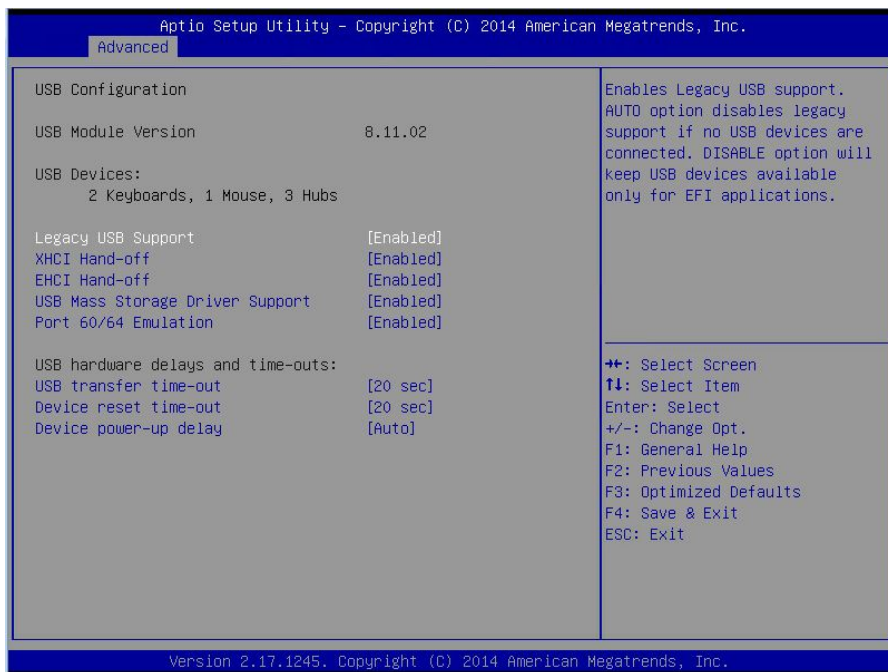 Aptio Setup Utility – Copyright (C) 2014 American Megatrends, Inc.
Advanced
USB Configuration
USB Module Version 8.11.02
USB Devices:
2 Keyboards, 1 Mouse, 3 Hubs
Legacy USB Support [Enabled]
XHCI Hand-off [Enabled]
EHCI Hand-off [Enabled]
USB Mass Storage Driver Support [Enabled]
Port 60/64 Emulation [Enabled]
USB hardware delays and time-outs:
USB transfer time-out [20 sec]
Device reset time-out [20 sec]
Device power-up delay [Auto]
Enables Legacy USB support.
AUTO option disables legacy
support if no USB devices are
connected. DISABLE option will
keep USB devices available
only for EFI applications.
→←: Select Screen
↑↓: Select Item
Enter: Select
+/-: Change Opt.
F1: General Help
F2: Previous Values
F3: Optimized Defaults
F4: Save & Exit
ESC: Exit
Version 2.17.1245. Copyright (C) 2014 American Megatrends, Inc.